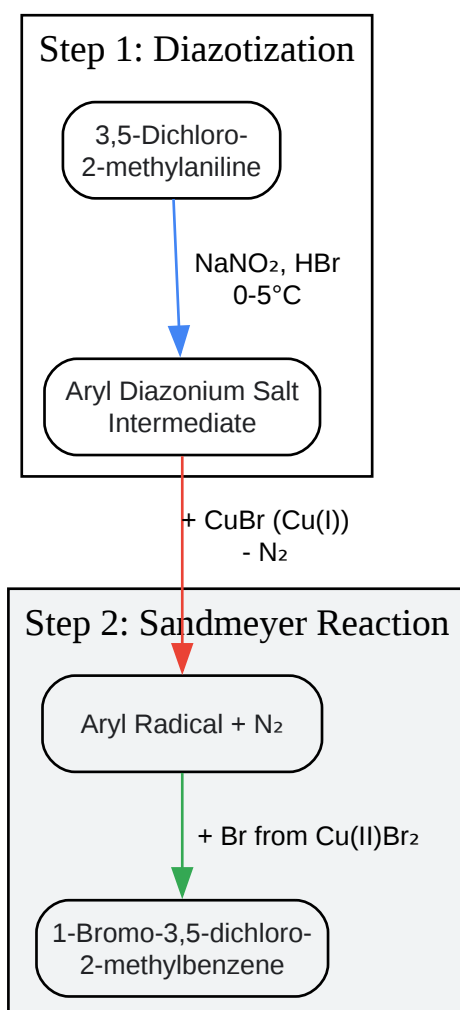 Step 1: Diazotization
3,5-Dichloro-
2-methylaniline
NaNO₂, HBr
0-5°C
Aryl Diazonium Salt
Intermediate
+ CuBr (Cu(I))
- N₂
Step 2: Sandmeyer Reaction
Aryl Radical + N₂
+ Br from Cu(II)Br₂
1-Bromo-3,5-dichloro-
2-methylbenzene